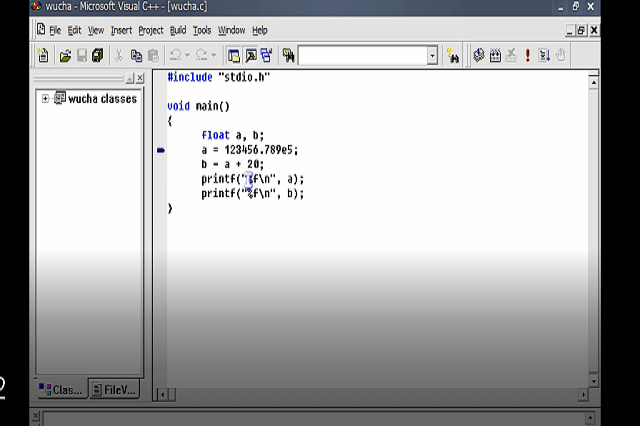 wucha - Microsoft Visual C++ - [wucha.c]
File Edit View Insert Project Build Tools Window Help
wucha classes
#include "stdio.h"
void main()
{
float a, b;
a = 123456.789e5;
b = a + 20;
printf("%f\n", a);
printf("%f\n", b);
}
Clas... FileV...